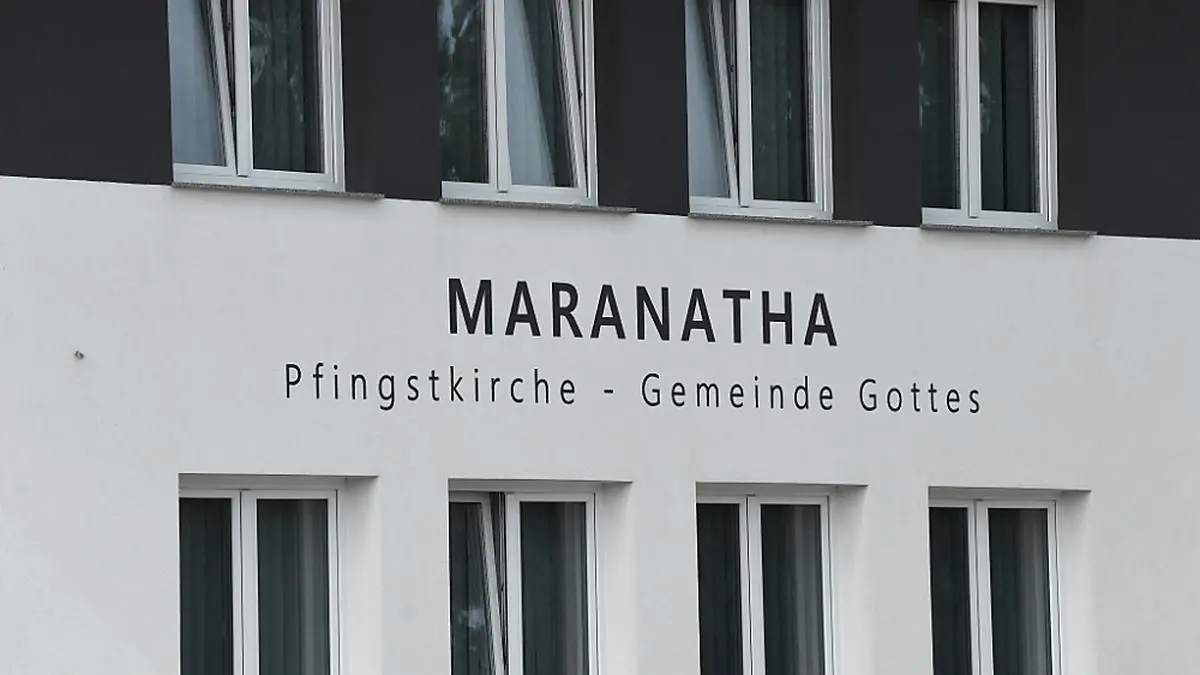 MARANATHA
Pfingstkirche - Gemeinde Gottes